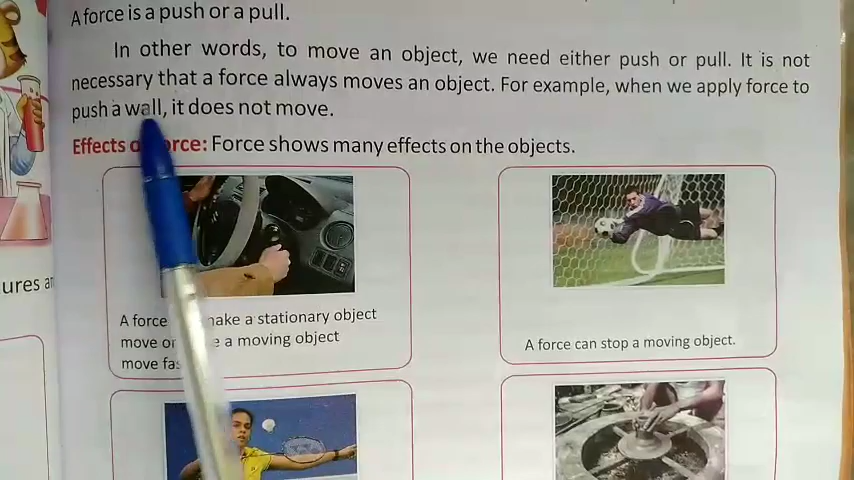 A force is a push or a pull.
In other words, to move an object, we need either push or pull. It is not
necessary that a force always moves an object. For example, when we apply force to
push a wall, it does not move.
Effects orce: Force shows many effects on the objects.
A force make a stationary object
move or a moving object
move fas
A force can stop a moving object.
ures an